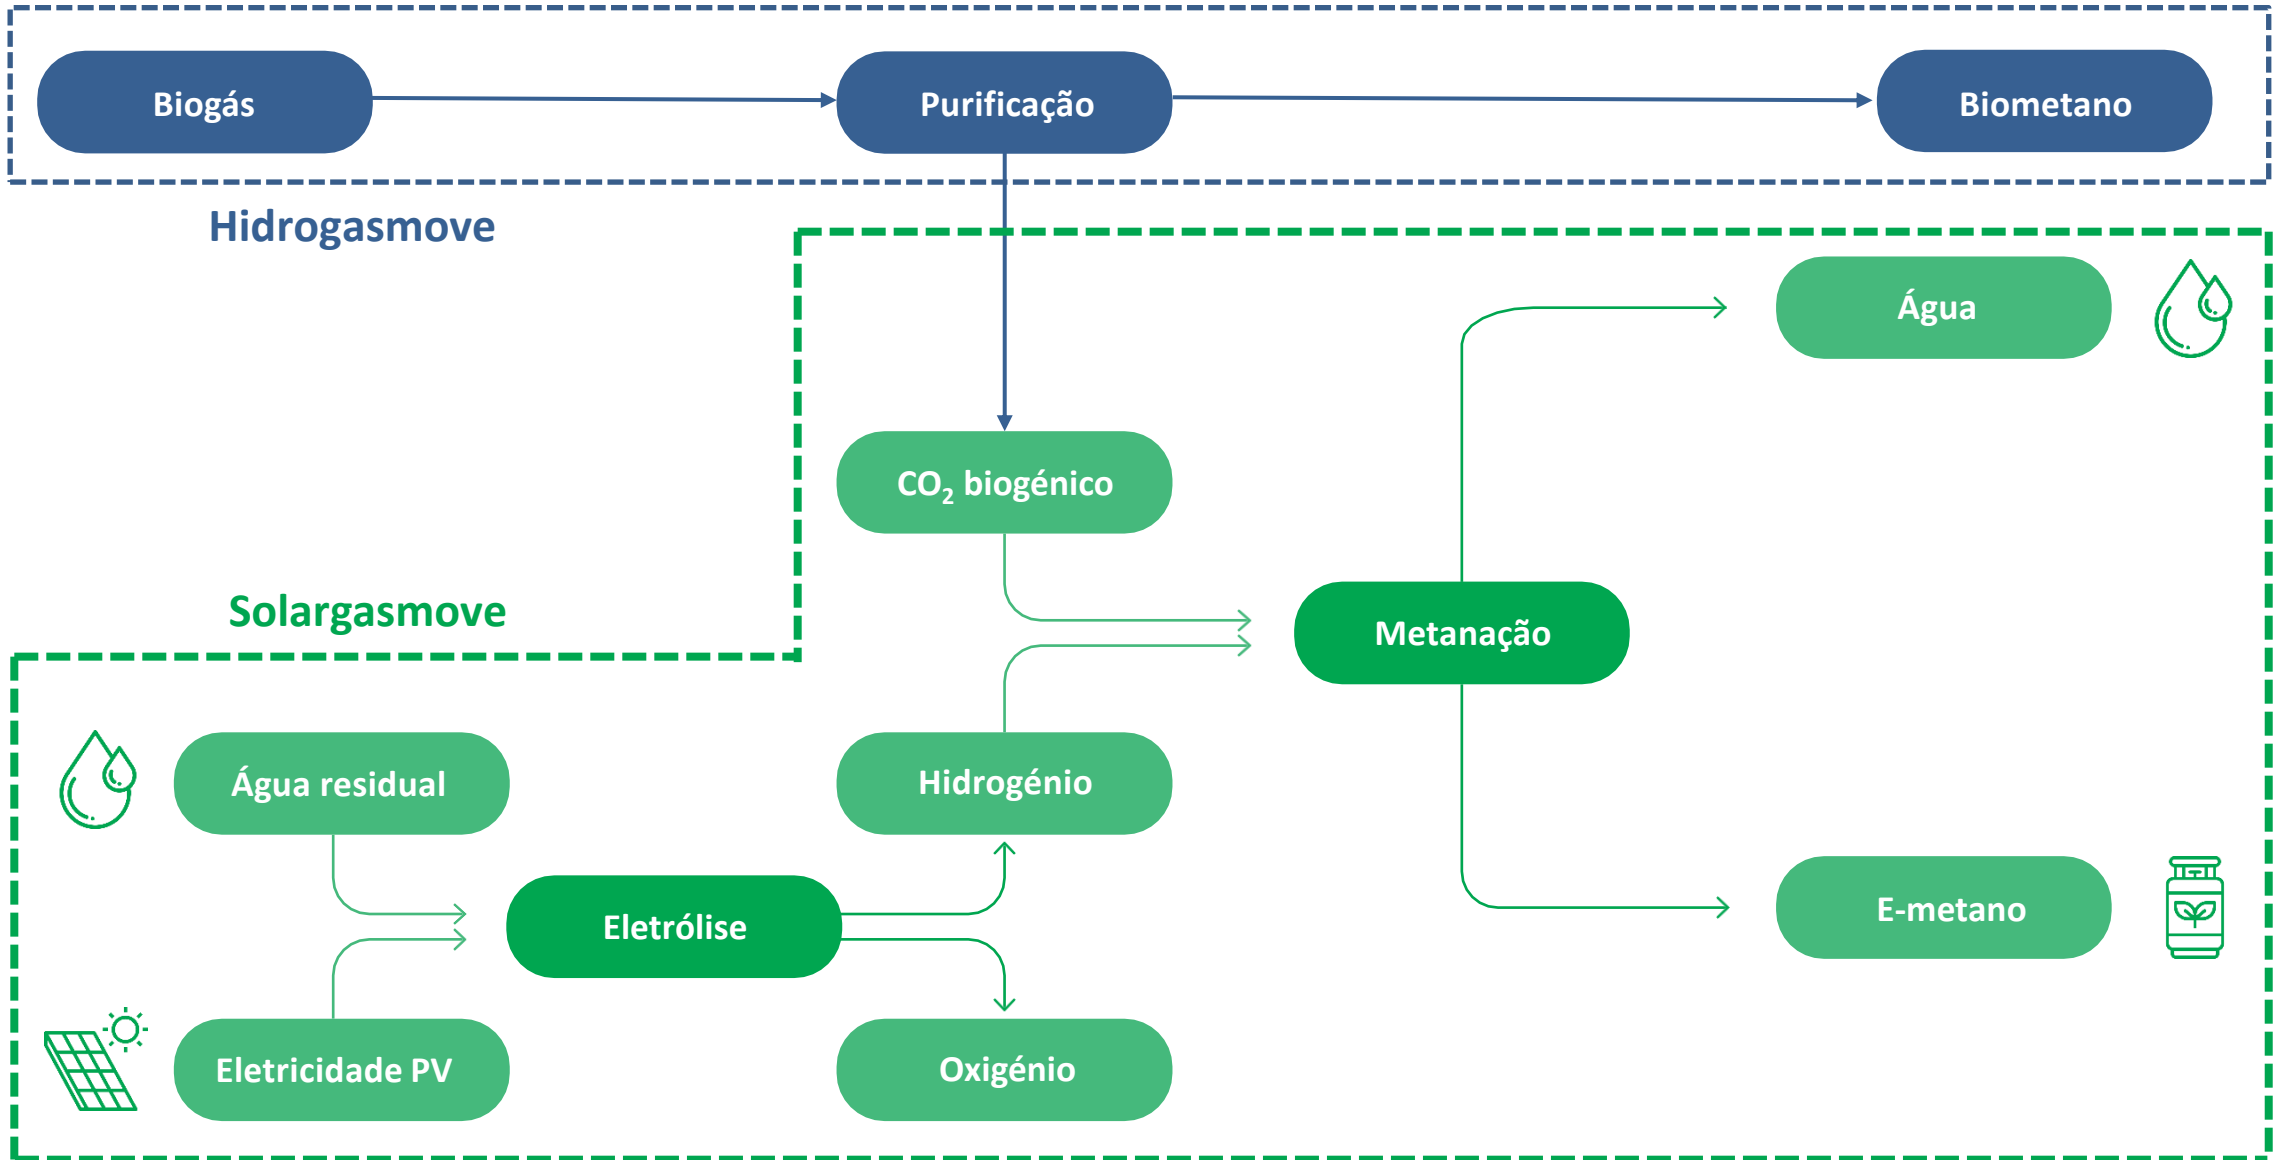 Biogás
Purificação
Biometano
Hidrogasmove
Água
CO₂ biogénico
Solargasmove
Metanação
Água residual
Hidrogénio
Eletrólise
E-metano
Eletricidade PV
Oxigénio